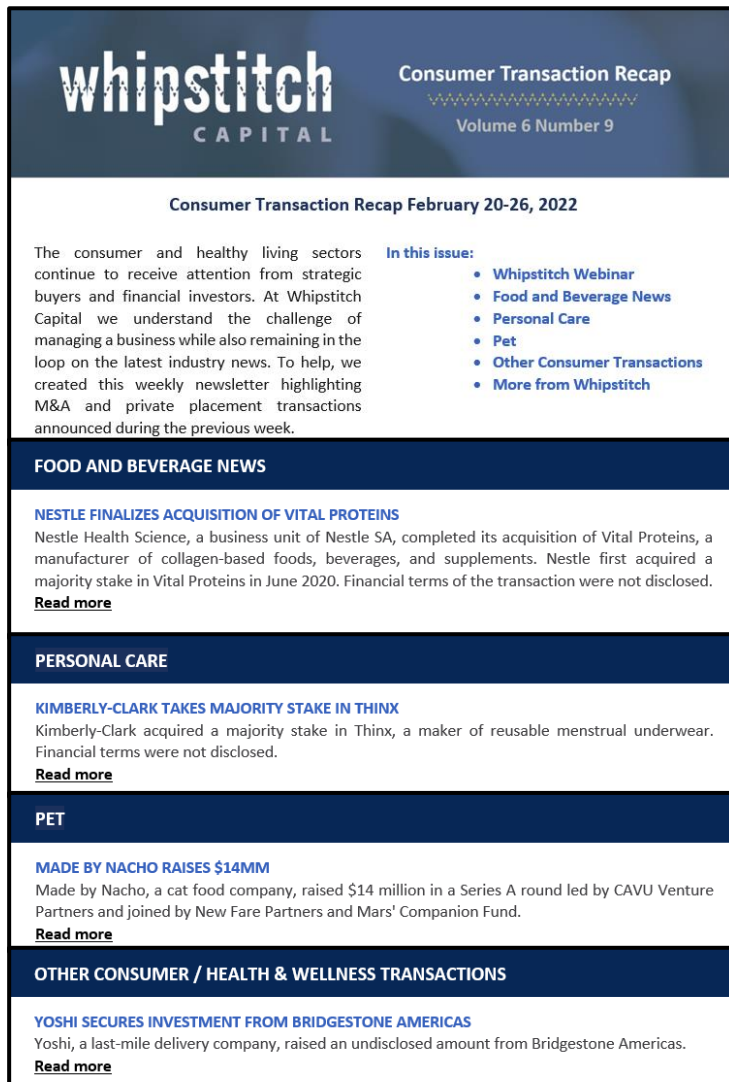 whipstitch
CAPITAL
Consumer Transaction Recap
Volume 6 Number 9
Consumer Transaction Recap February 20-26, 2022
The consumer and healthy living sectors
continue to receive attention from strategic
buyers and financial investors. At Whipstitch
Capital we understand the challenge of
managing a business while also remaining in the
loop on the latest industry news. To help, we
created this weekly newsletter highlighting
M&A and private placement transactions
announced during the previous week.
In this issue:
• Whipstitch Webinar
• Food and Beverage News
• Personal Care
• Pet
• Other Consumer Transactions
• More from Whipstitch
FOOD AND BEVERAGE NEWS
NESTLE FINALIZES ACQUISITION OF VITAL PROTEINS
Nestle Health Science, a business unit of Nestle SA, completed its acquisition of Vital Proteins, a
manufacturer of collagen-based foods, beverages, and supplements. Nestle first acquired a
majority stake in Vital Proteins in June 2020. Financial terms of the transaction were not disclosed.
Read more
PERSONAL CARE
KIMBERLY-CLARK TAKES MAJORITY STAKE IN THINX
Kimberly-Clark acquired a majority stake in Thinx, a maker of reusable menstrual underwear.
Financial terms were not disclosed.
Read more
PET
MADE BY NACHO RAISES $14MM
Made by Nacho, a cat food company, raised $14 million in a Series A round led by CAVU Venture
Partners and joined by New Fare Partners and Mars' Companion Fund.
Read more
OTHER CONSUMER / HEALTH & WELLNESS TRANSACTIONS
YOSHI SECURES INVESTMENT FROM BRIDGESTONE AMERICAS
Yoshi, a last-mile delivery company, raised an undisclosed amount from Bridgestone Americas.
Read more